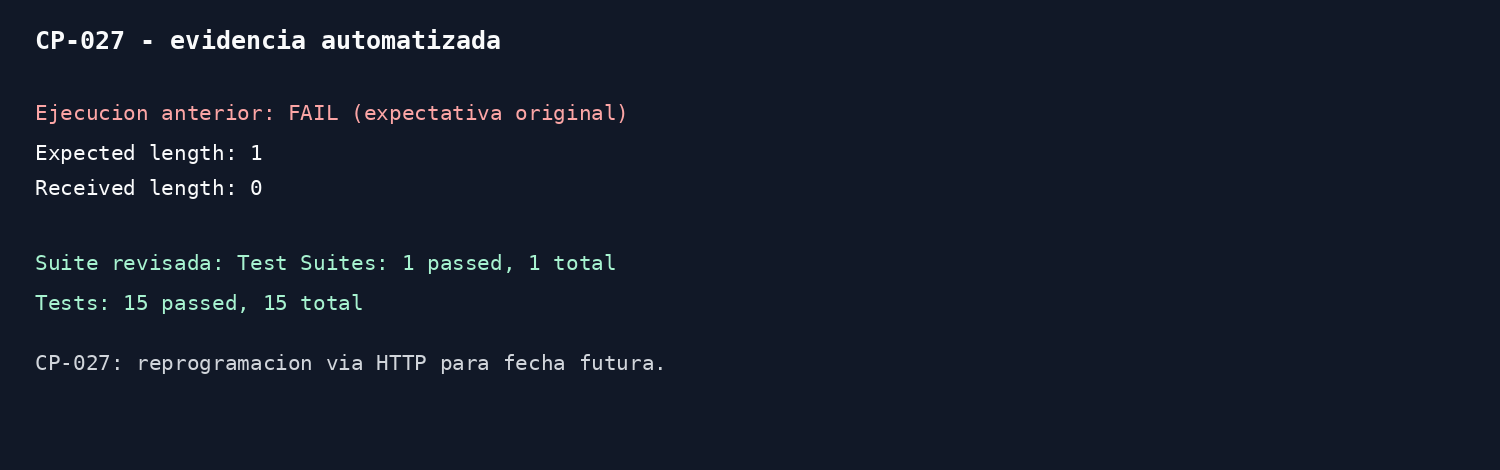 CP-027 - evidencia automatizada
Ejecucion anterior: FAIL (expectativa original)
Expected length: 1
Received length: 0
Suite revisada: Test Suites: 1 passed, 1 total
Tests: 15 passed, 15 total
CP-027: reprogramacion via HTTP para fecha futura.